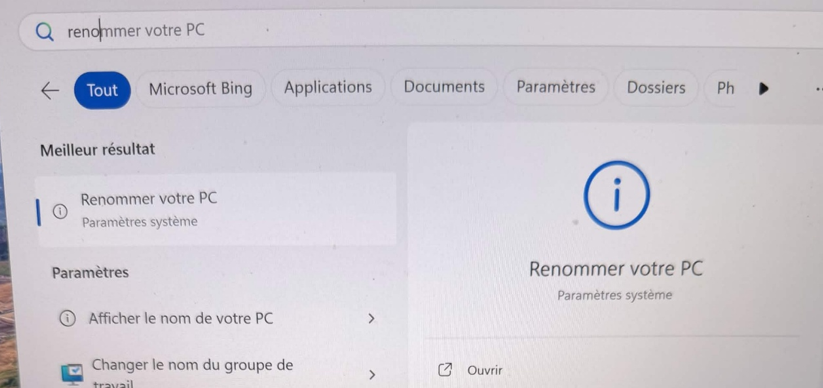 renommer votre PC
Tout Microsoft Bing Applications Documents Paramètres Dossiers Ph
Meilleur résultat
Renommer votre PC
Paramètres système
Renommer votre PC
Paramètres système
Paramètres
Afficher le nom de votre PC
Changer le nom du groupe de
travail
Ouvrir